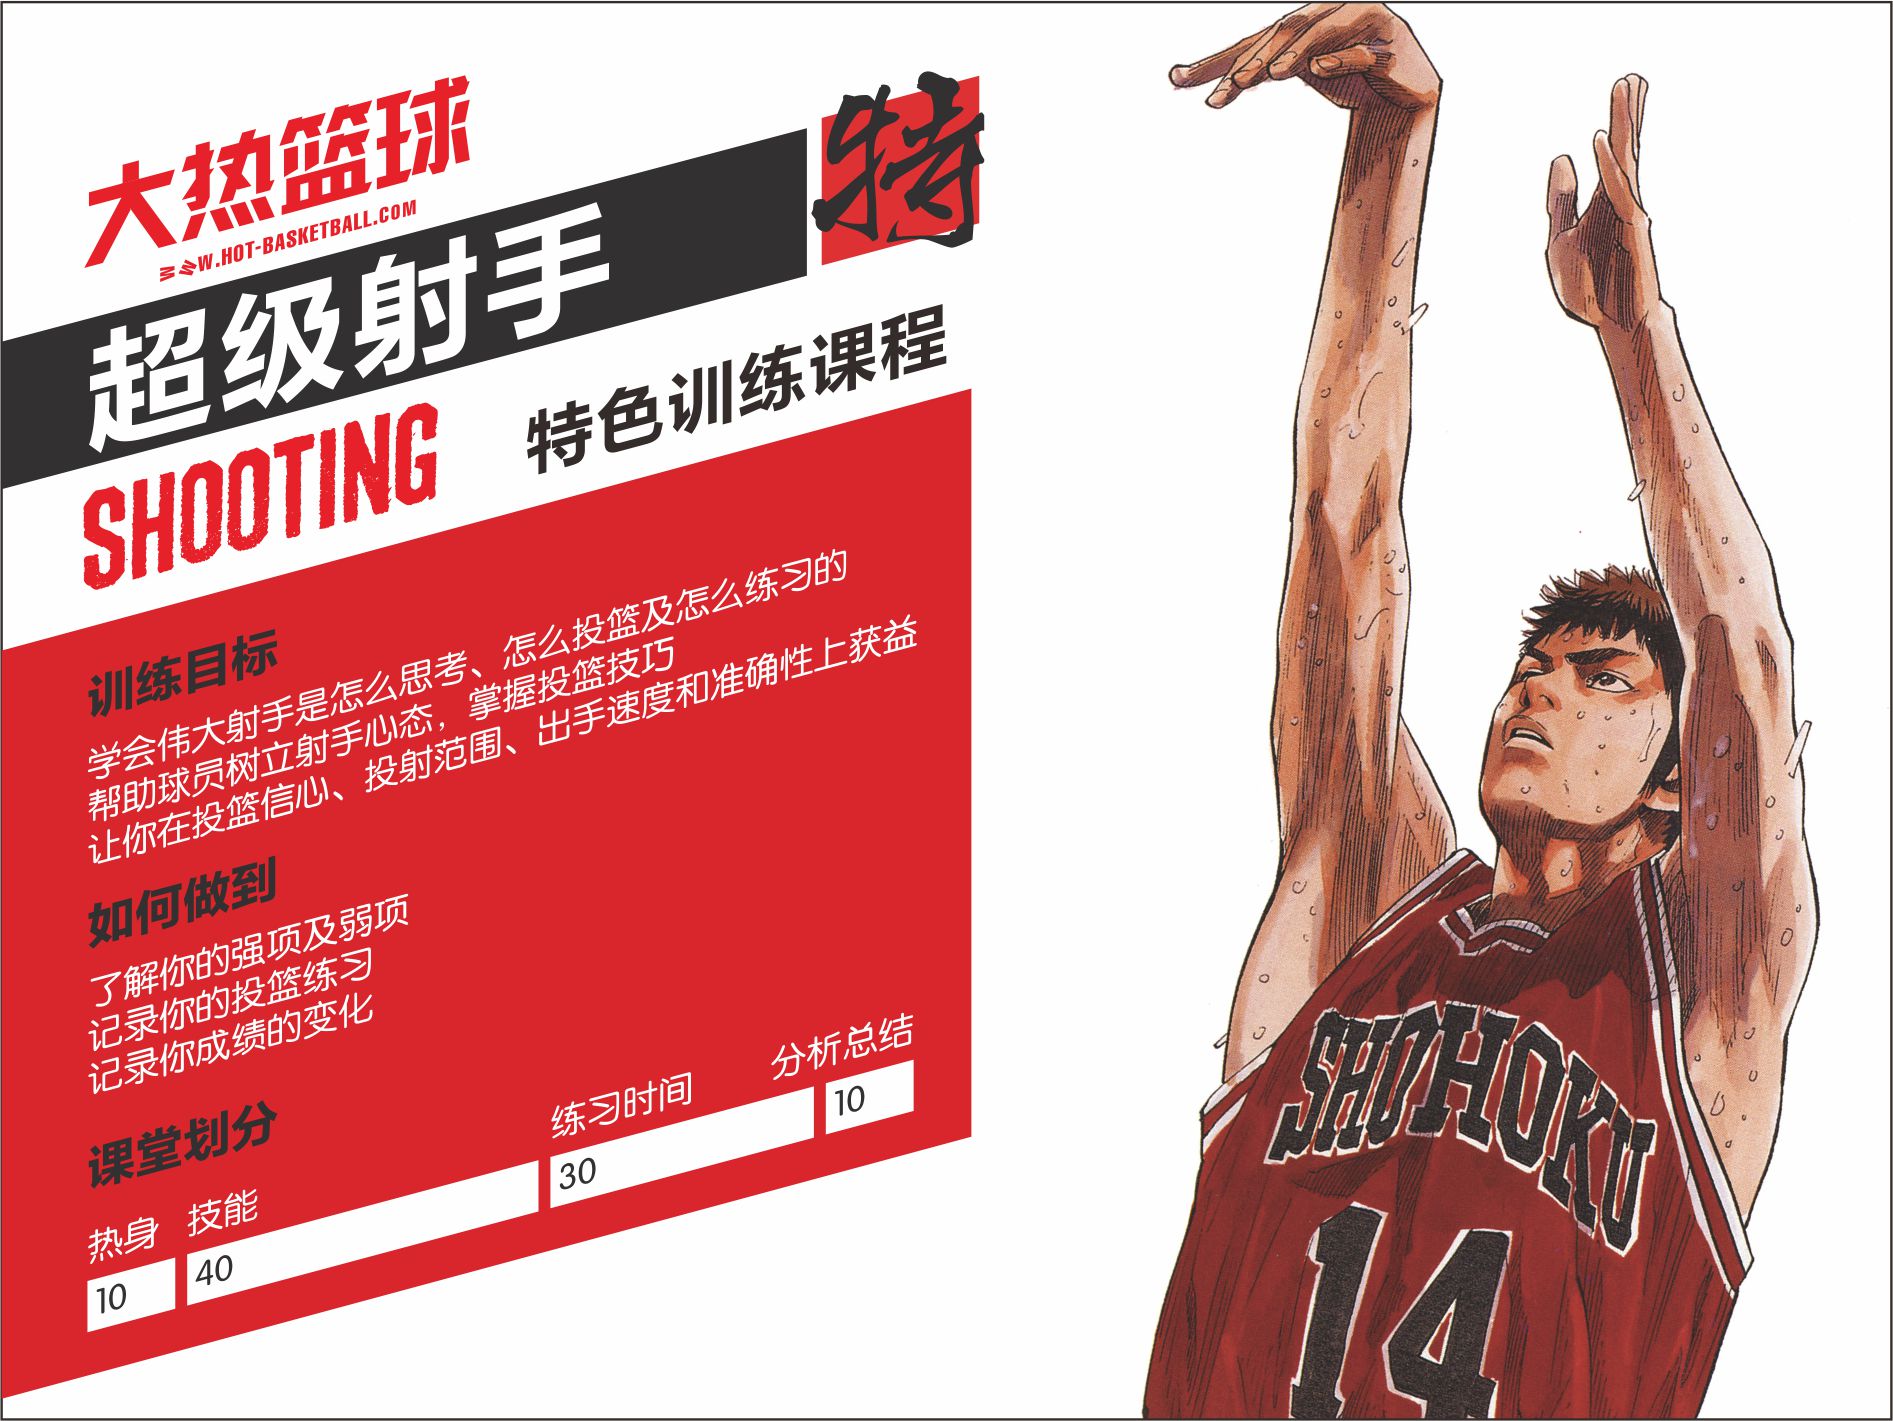 大热篮球
WWW.HOT-BASKETBALL.COM
特
超级射手
SHOOTING
特色训练课程
训练目标
学会伟大射手是怎么思考、怎么投篮及怎么练习的
帮助球员树立射手心态，掌握投篮技巧
让你在投篮信心、投射范围、出手速度和准确性上获益
如何做到
了解你的强项及弱项
记录你的投篮练习
记录你成绩的变化
课堂划分
热身 技能 练习时间 分析总结
10 40 30 10
SHOHOKU
14